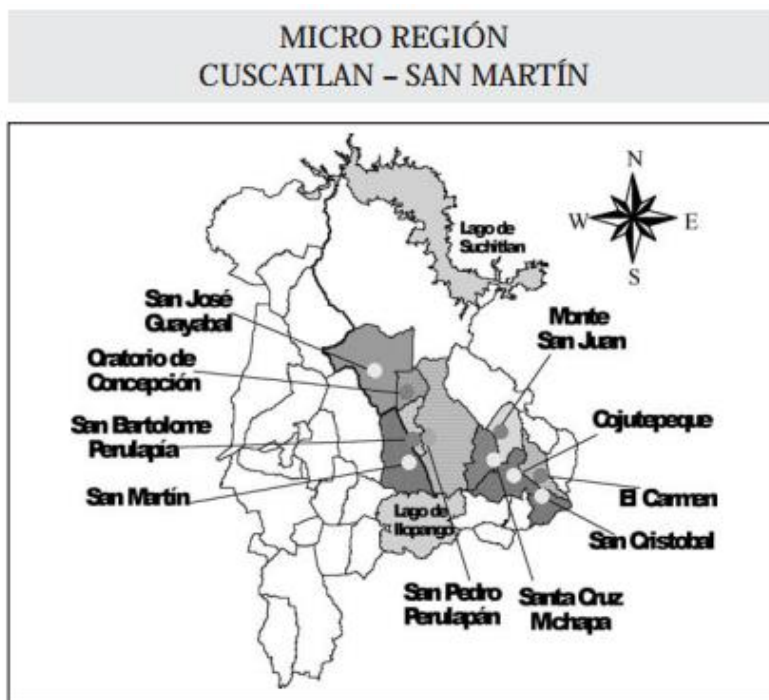 MICRO REGIÓN
CUSCATLAN – SAN MARTÍN
N
W
E
S
Lago de
Suchitlan
San José
Guayabal
Monte
San Juan
Oratorio de
Concepción
San Bartolome
Perulapía
Cojutepeque
San Martín
El Carmen
Lago de
Ilopango
San Cristobal
San Pedro
Perulapán
Santa Cruz
Michapa